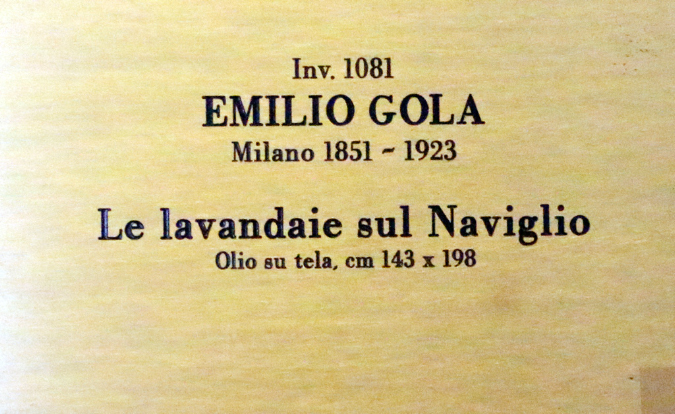 Inv. 1081
EMILIO GOLA
Milano 1851 ~ 1923
Le lavandaie sul Naviglio
Olio su tela, cm 143 x 198